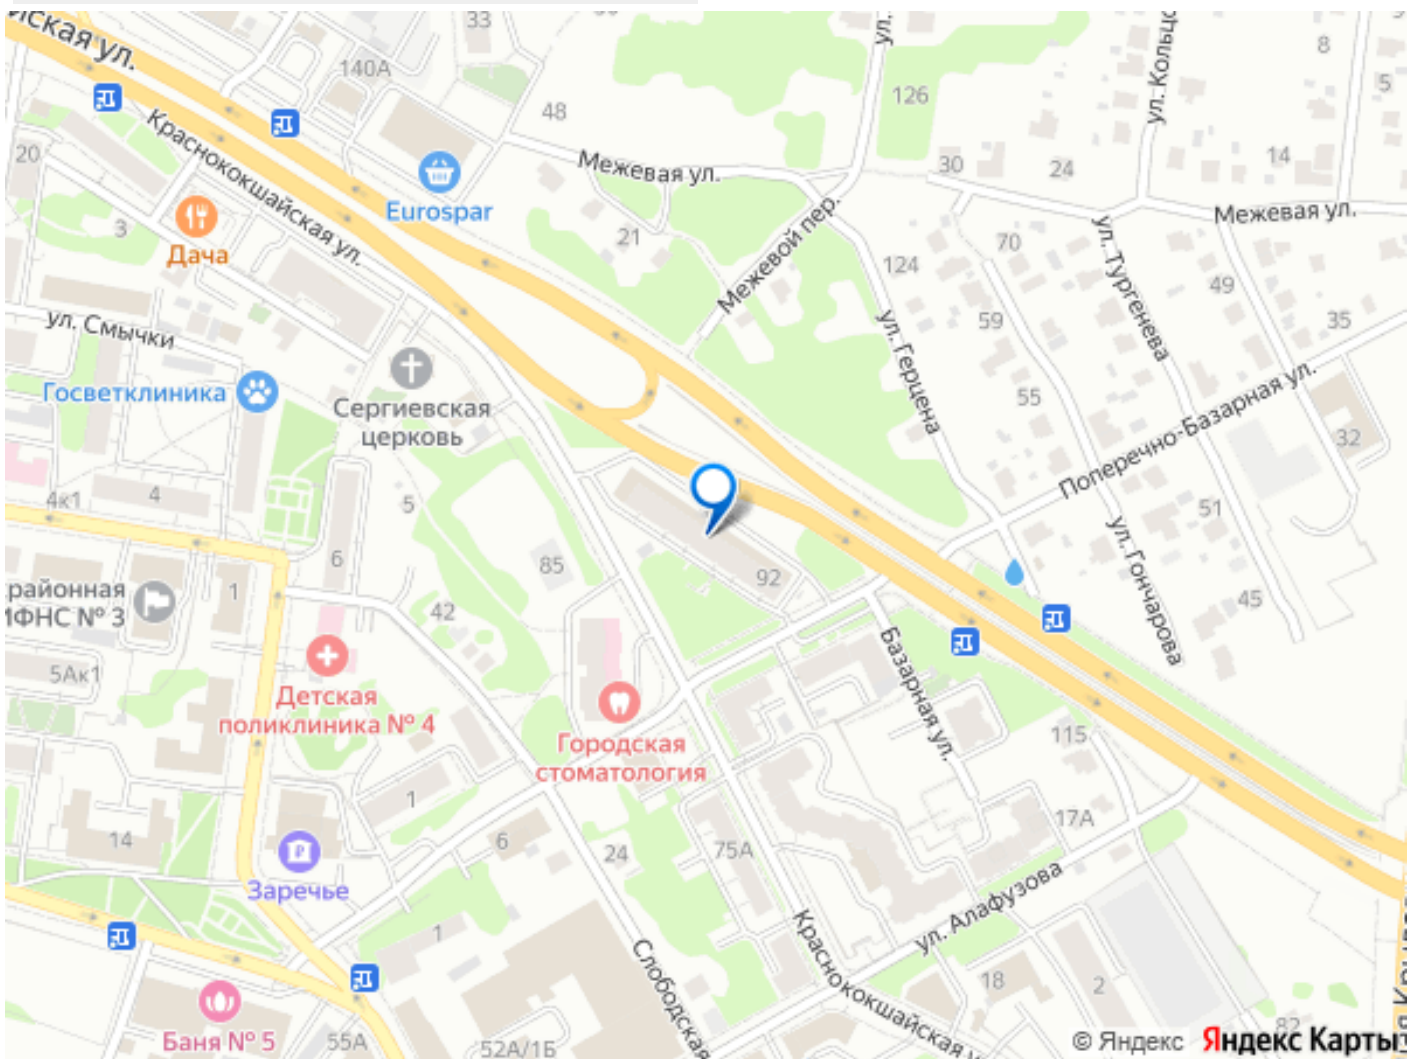 йская ул.
33
140А
48
126
ул.
ул. Кольцо
8
5
Краснококшайская ул.
Межевая ул.
30
24
14
20
Eurospar
3
Дача
21
Межевой пер.
124
70
ул. Тургенева
Межевая ул.
49
35
ул. Смычки
59
ул. Герцена
Госветклиника
Сергиевская
церковь
55
Поперечно-Базарная ул.
32
4к1
4
5
51
ул. Гончарова
районная
ИФНС № 3
1
6
85
92
42
45
5Ак1
Детская
поликлиника № 4
Базарная ул.
Городская
стоматология
115
1
17А
14
6
24
75А
Заречье
ул. Алафузова
1
Слободская
Краснококшайская у
18
2
82
Баня № 5
55А
52А/1Б
© Яндекс
Яндекс Карты